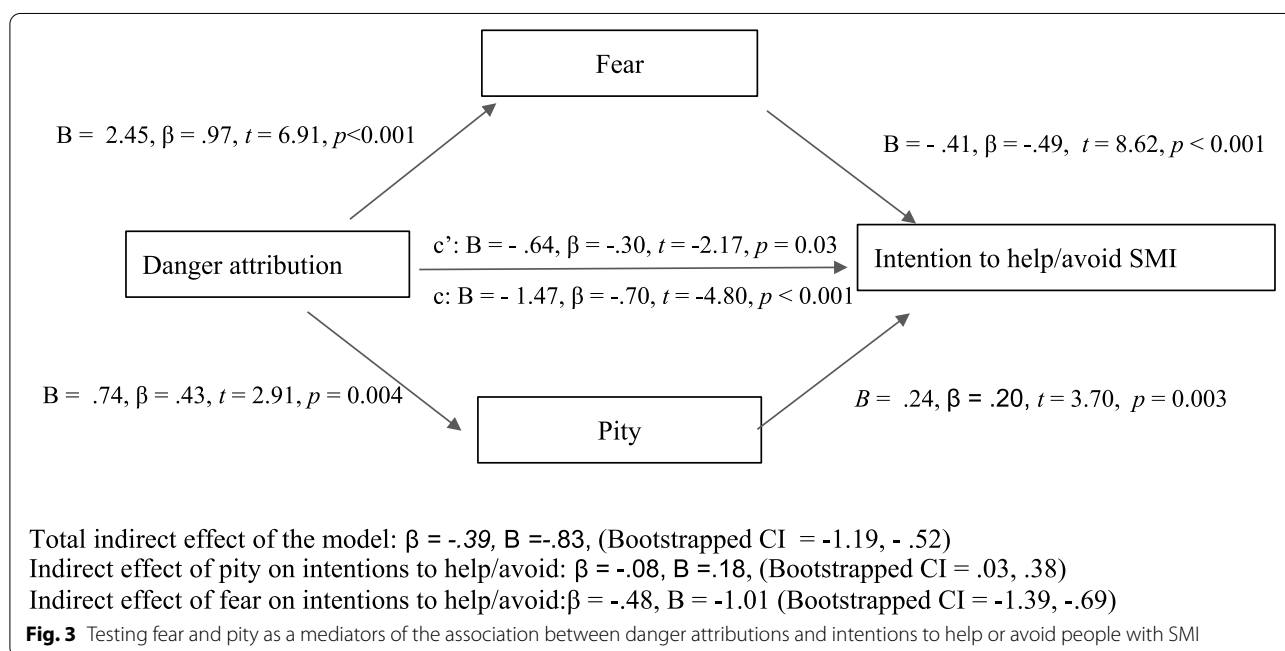 Fear
B = 2.45, β = .97, t = 6.91, p<0.001
B = - .41, β = -.49, t = 8.62, p < 0.001
c’: B = - .64, β = -.30, t = -2.17, p = 0.03
Danger attribution
Intention to help/avoid SMI
c: B = - 1.47, β = -.70, t = -4.80, p < 0.001
B = .74, β = .43, t = 2.91, p = 0.004
B = .24, β = .20, t = 3.70, p = 0.003
Pity
Total indirect effect of the model: β = -.39, B =-.83, (Bootstrapped CI = -1.19, - .52)
Indirect effect of pity on intentions to help/avoid: β = -.08, B =.18, (Bootstrapped CI = .03, .38)
Indirect effect of fear on intentions to help/avoid:β = -.48, B = -1.01 (Bootstrapped CI = -1.39, -.69)
Fig. 3 Testing fear and pity as a mediators of the association between danger attributions and intentions to help or avoid people with SMI